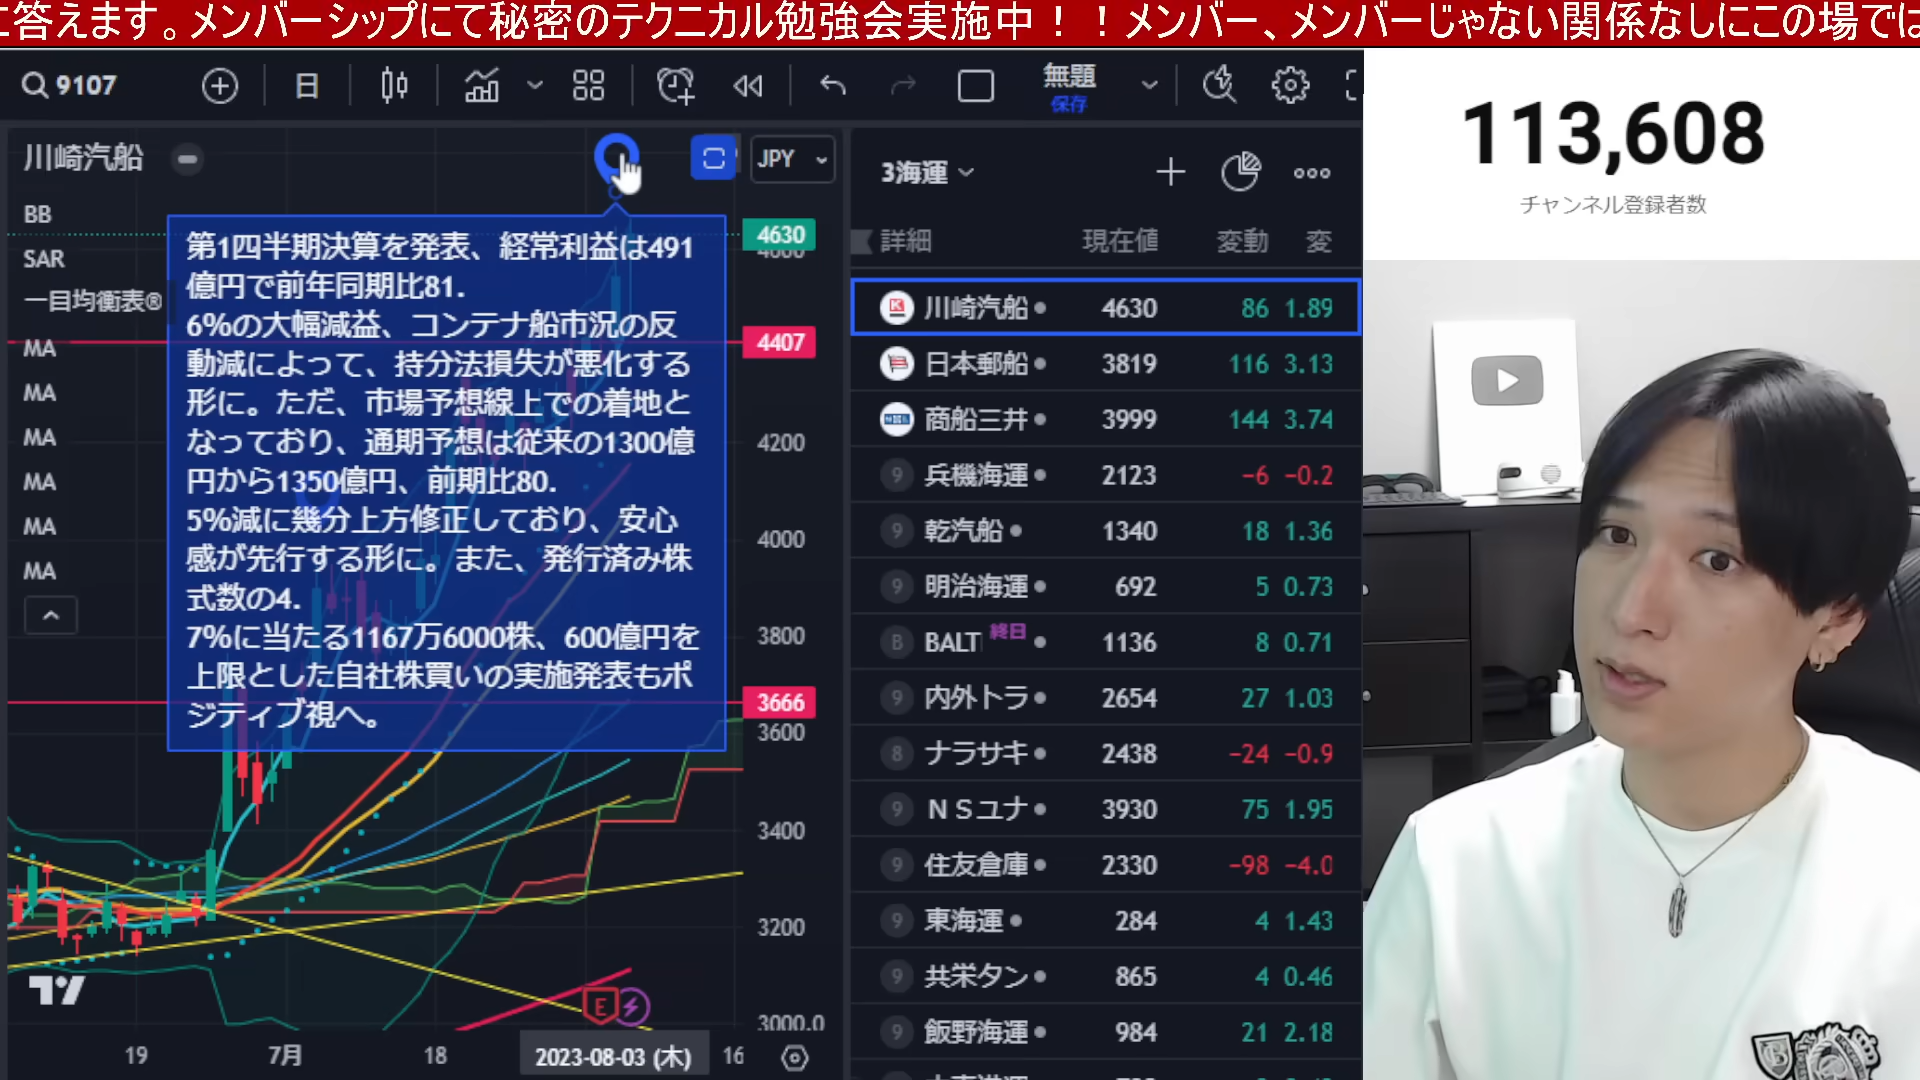 に答えます。メンバーシップにて秘密のテクニカル勉強会実施中！！メンバー、メンバーじゃない関係なしにこの場では
9107
日
無題
保存
113,608
チャンネル登録者数
川崎汽船
JPY
BB
SAR
一目均衡表®
MA
MA
MA
MA
MA
MA
第1四半期決算を発表、経常利益は491
億円で前年同期比81.
6%の大幅減益、コンテナ船市況の反
動減によって、持分法損失が悪化する
形に。ただ、市場予想線上での着地と
なっており、通期予想は従来の1300億
円から1350億円、前期比80.
5%減に幾分上方修正しており、安心
感が先行する形に。また、発行済み株
式数の4.
7%に当たる1167万6000株、600億円を
上限とした自社株買いの実施発表もポ
ジティブ視へ。
4630
4407
4200
4000
3800
3666
3600
3400
3200
3000.0
E
19
7月
18
2023-08-03 (木)
16
3海運
詳細 現在値 変動 変
川崎汽船 4630 86 1.89
日本郵船 3819 116 3.13
商船三井 3999 144 3.74
9 兵機海運 2123 −6 −0.2
9 乾汽船 1340 18 1.36
9 明治海運 692 5 0.73
B BALT 終日 1136 8 0.71
9 内外トラ 2654 27 1.03
8 ナラサキ 2438 −24 −0.9
9 ＮＳユナ 3930 75 1.95
9 住友倉庫 2330 −98 −4.0
9 東海運 284 4 1.43
9 共栄タン 865 4 0.46
9 飯野海運 984 21 2.18